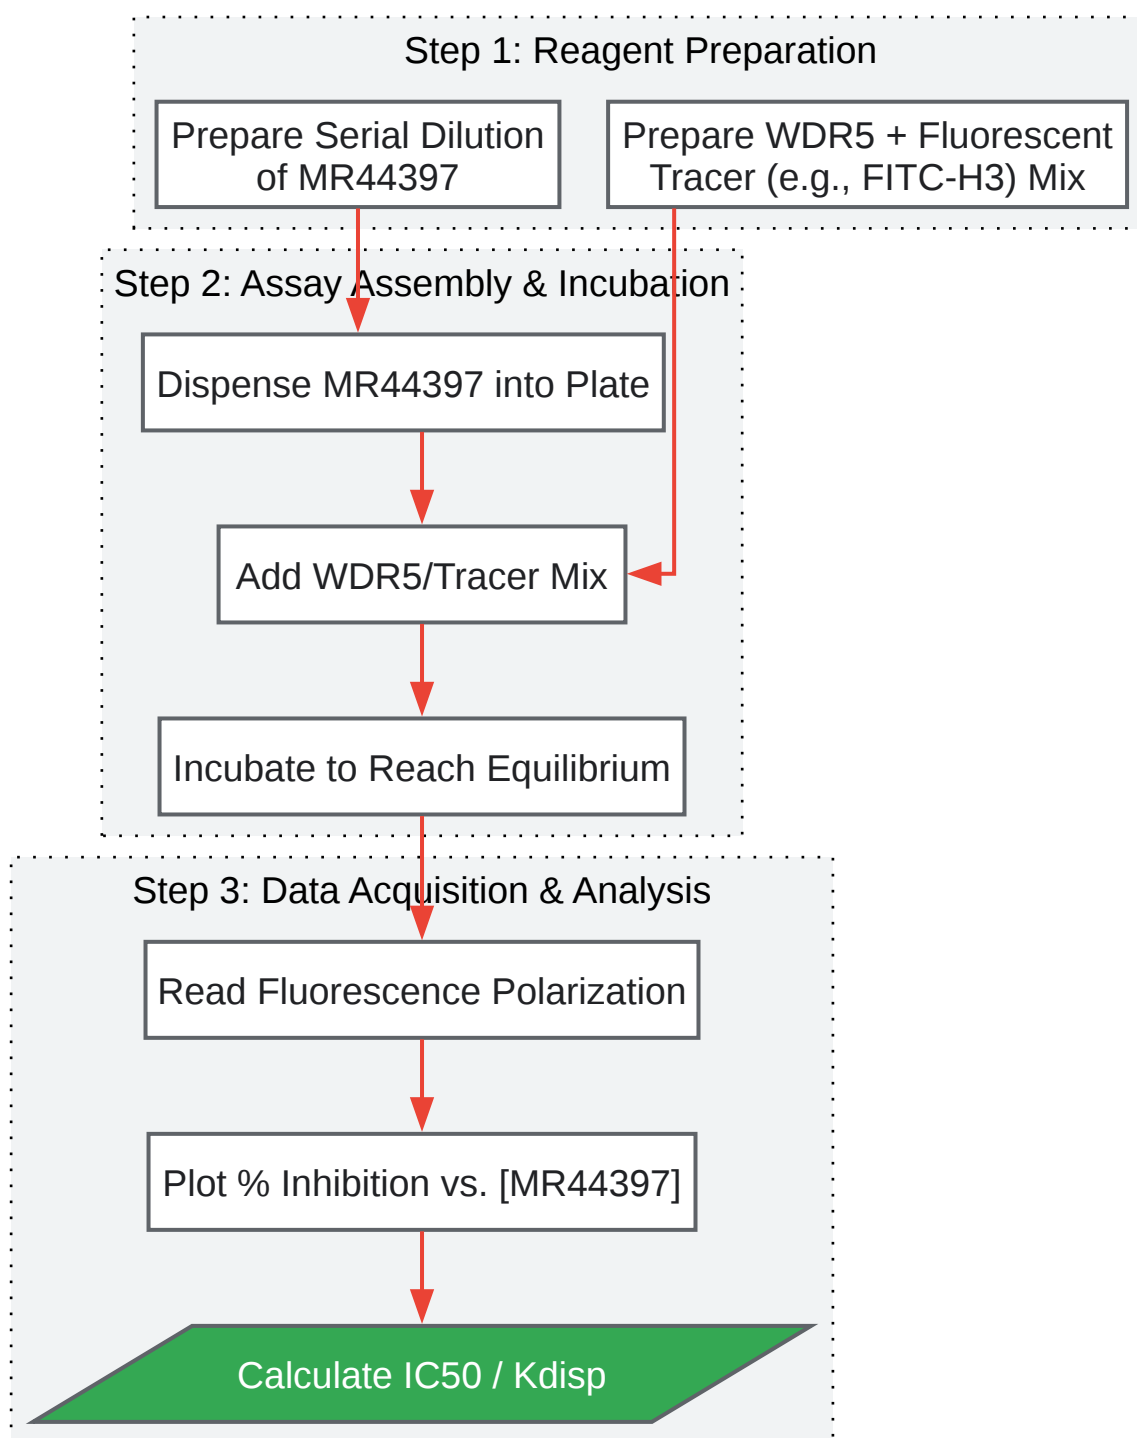 Step 1: Reagent Preparation
Prepare Serial Dilution
of MR44397
Prepare WDR5 + Fluorescent
Tracer (e.g., FITC-H3) Mix
Step 2: Assay Assembly & Incubation
Dispense MR44397 into Plate
Add WDR5/Tracer Mix
Incubate to Reach Equilibrium
Step 3: Data Acquisition & Analysis
Read Fluorescence Polarization
Plot % Inhibition vs. [MR44397]
Calculate IC50 / Kdisp